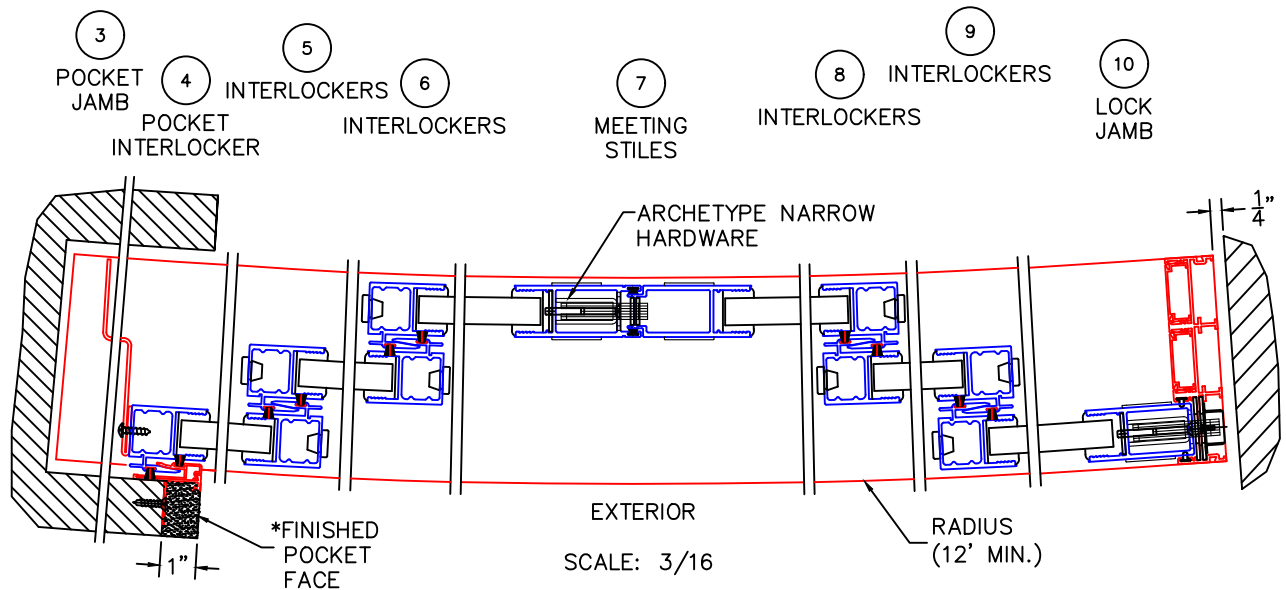 3
POCKET
JAMB
4
POCKET
INTERLOCKER
5
INTERLOCKERS
6
INTERLOCKERS
7
MEETING
STILES
8
INTERLOCKERS
9
INTERLOCKERS
10
LOCK
JAMB
ARCHETYPE NARROW
HARDWARE
1/4"
1"
*FINISHED
POCKET
FACE
EXTERIOR
SCALE: 3/16
RADIUS
(12' MIN.)